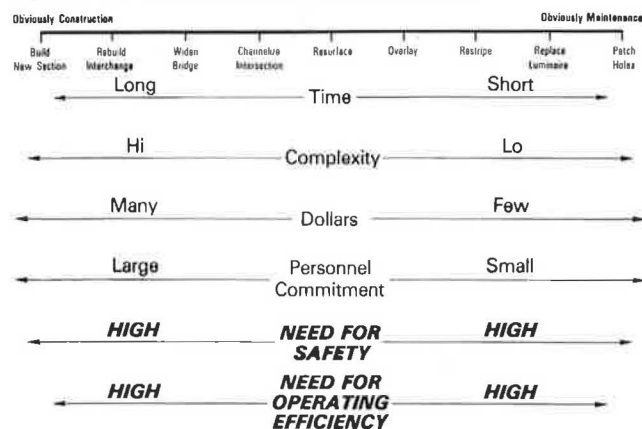 Obviously Construction Obviously Maintenance
Build Rebuild Widen Channelize Resurface Overlay Restripe Replace Patch
New Section Interchange Bridge Intersection Luminaire Holes
Long Time Short
Hi Complexity Lo
Many Dollars Few
Large Personnel Small
Commitment
HIGH NEED FOR HIGH
SAFETY
HIGH NEED FOR HIGH
OPERATING
EFFICIENCY